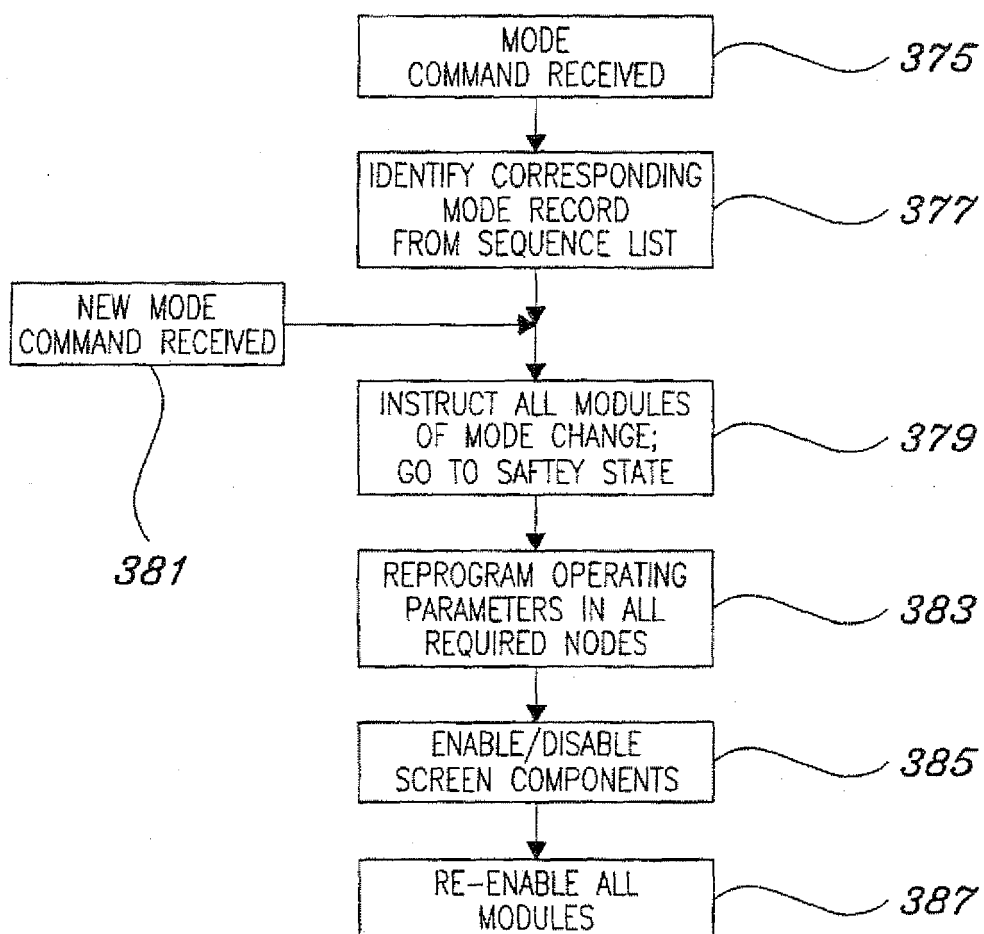 MODE
COMMAND RECEIVED
375
IDENTIFY CORRESPONDING
MODE RECORD
FROM SEQUENCE LIST
377
NEW MODE
COMMAND RECEIVED
381
INSTRUCT ALL MODULES
OF MODE CHANGE;
GO TO SAFTEY STATE
379
REPROGRAM OPERATING
PARAMETERS IN ALL
REQUIRED NODES
383
ENABLE/DISABLE
SCREEN COMPONENTS
385
RE-ENABLE ALL
MODULES
387